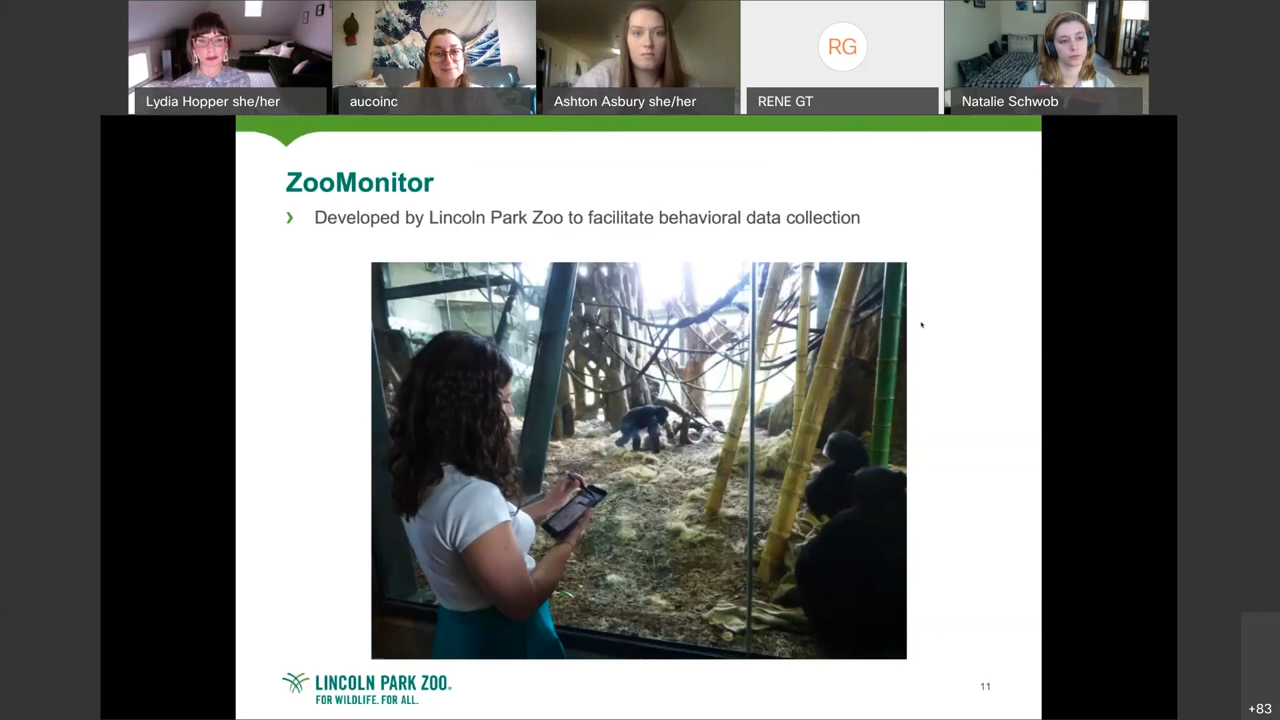 RG
Lydia Hopper she/her
aucoinc
Ashton Asbury she/her
RENE GT
Natalie Schwob
ZooMonitor
› Developed by Lincoln Park Zoo to facilitate behavioral data collection
LINCOLN PARK ZOO.
FOR WILDLIFE. FOR ALL.
11
+83